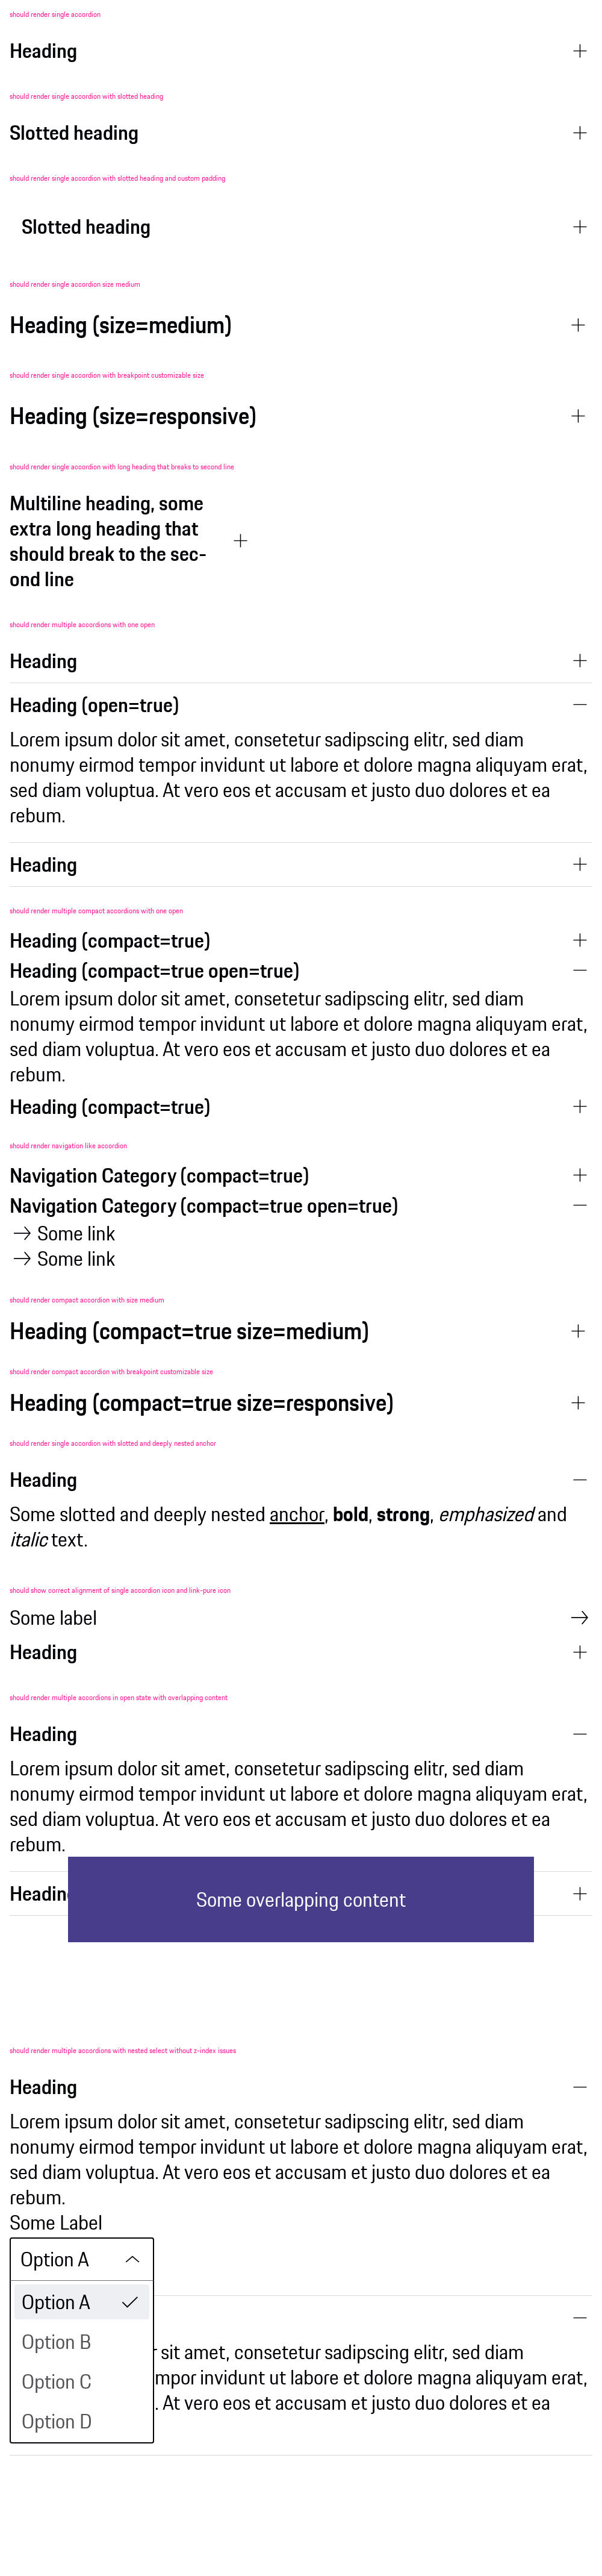 should render single accordion
Heading
should render single accordion with slotted heading
Slotted heading
should render single accordion with slotted heading and custom padding
Slotted heading
should render single accordion size medium
Heading (size=medium)
should render single accordion with breakpoint customizable size
Heading (size=responsive)
should render single accordion with long heading that breaks to second line
Multiline heading, some
extra long heading that
should break to the sec-
ond line
should render multiple accordions with one open
Heading
Heading (open=true)
Lorem ipsum dolor sit amet, consetetur sadipscing elitr, sed diam
nonumy eirmod tempor invidunt ut labore et dolore magna aliquyam erat,
sed diam voluptua. At vero eos et accusam et justo duo dolores et ea
rebum.
Heading
should render multiple compact accordions with one open
Heading (compact=true)
Heading (compact=true open=true)
Lorem ipsum dolor sit amet, consetetur sadipscing elitr, sed diam
nonumy eirmod tempor invidunt ut labore et dolore magna aliquyam erat,
sed diam voluptua. At vero eos et accusam et justo duo dolores et ea
rebum.
Heading (compact=true)
should render navigation like accordion
Navigation Category (compact=true)
Navigation Category (compact=true open=true)
Some link
Some link
should render compact accordion with size medium
Heading (compact=true size=medium)
should render compact accordion with breakpoint customizable size
Heading (compact=true size=responsive)
should render single accordion with slotted and deeply nested anchor
Heading
Some slotted and deeply nested anchor, bold, strong, emphasized and
italic text.
should show correct alignment of single accordion icon and link-pure icon
Some label
Heading
should render multiple accordions in open state with overlapping content
Heading
Lorem ipsum dolor sit amet, consetetur sadipscing elitr, sed diam
nonumy eirmod tempor invidunt ut labore et dolore magna aliquyam erat,
sed diam voluptua. At vero eos et accusam et justo duo dolores et ea
rebum.
Heading
Some overlapping content
should render multiple accordions with nested select without z-index issues
Heading
Lorem ipsum dolor sit amet, consetetur sadipscing elitr, sed diam
nonumy eirmod tempor invidunt ut labore et dolore magna aliquyam erat,
sed diam voluptua. At vero eos et accusam et justo duo dolores et ea
rebum.
Some Label
Option A
Option A
Option B
sit amet, consetetur sadipscing elitr, sed diam
Option C
invidunt ut labore et dolore magna aliquyam erat,
At vero eos et accusam et justo duo dolores et ea
Option D